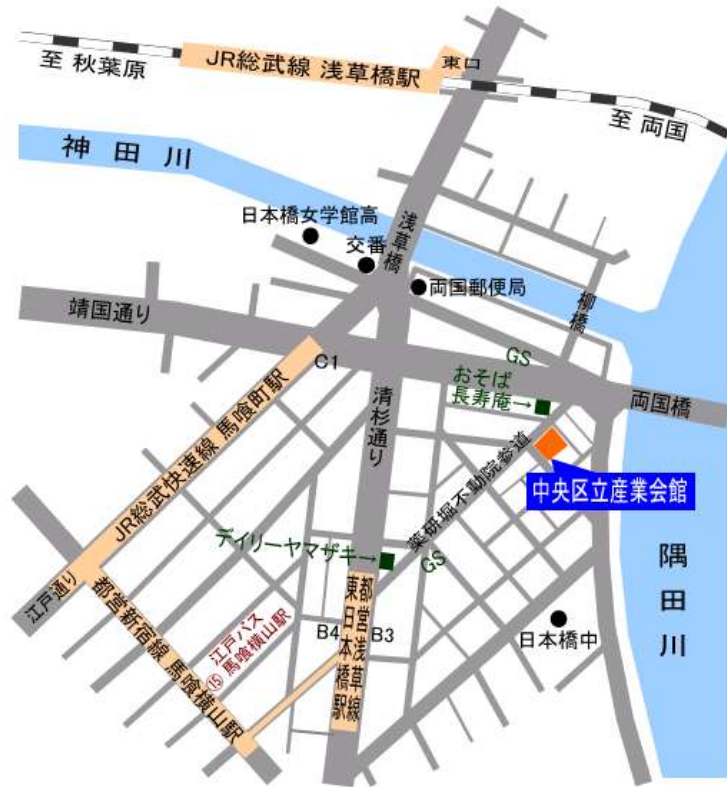 JR総武線 浅草橋駅
東口
至 秋葉原
至 両国
神田川
日本橋女学館高
交番
浅草橋
両国郵便局
柳橋
靖国通り
C1
GS
おそば
長寿庵→
両国橋
清杉通り
JR総武快速線 馬喰町駅
薬研堀不動院参道
中央区立産業会館
デイリーヤマザキ→
GS
隅田川
江戸通り
都営新宿線 馬喰横山駅
江戸バス
⑮ 馬喰横山駅
B4
B3
都営浅草線
東日本橋駅
日本橋中